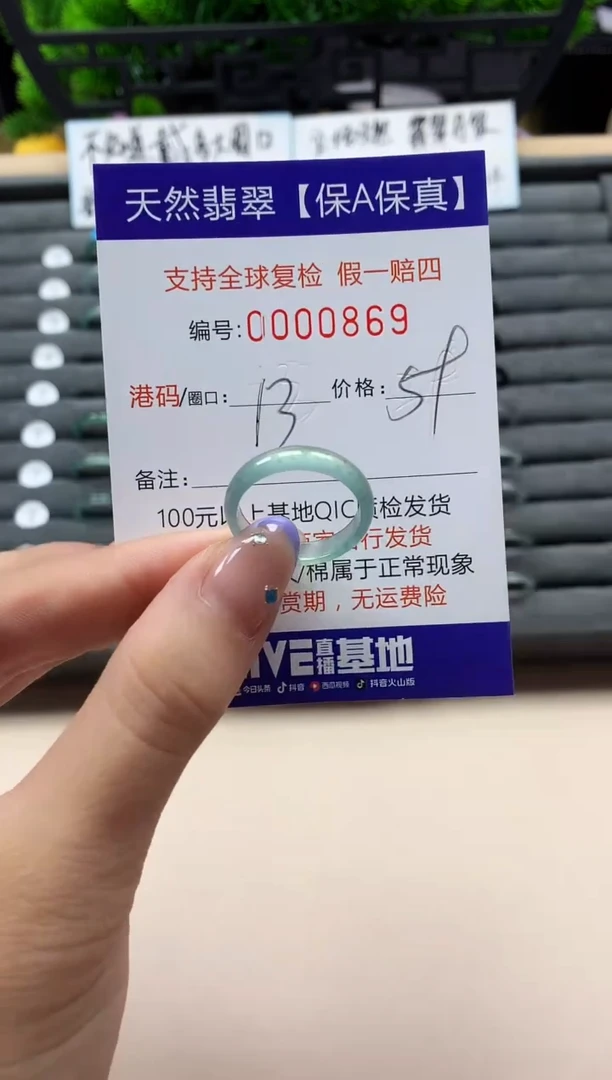 天然翡翠【保A保真】
支持全球复检 假一赔四
编号:0000869
港码/圈口: 13 价格: 59
备注:
100元以上基地QIC质检发货
行发货
/棉属于正常现象
赏期，无运费险
IVE直播基地
今日头条 抖音 西瓜视频 抖音火山版